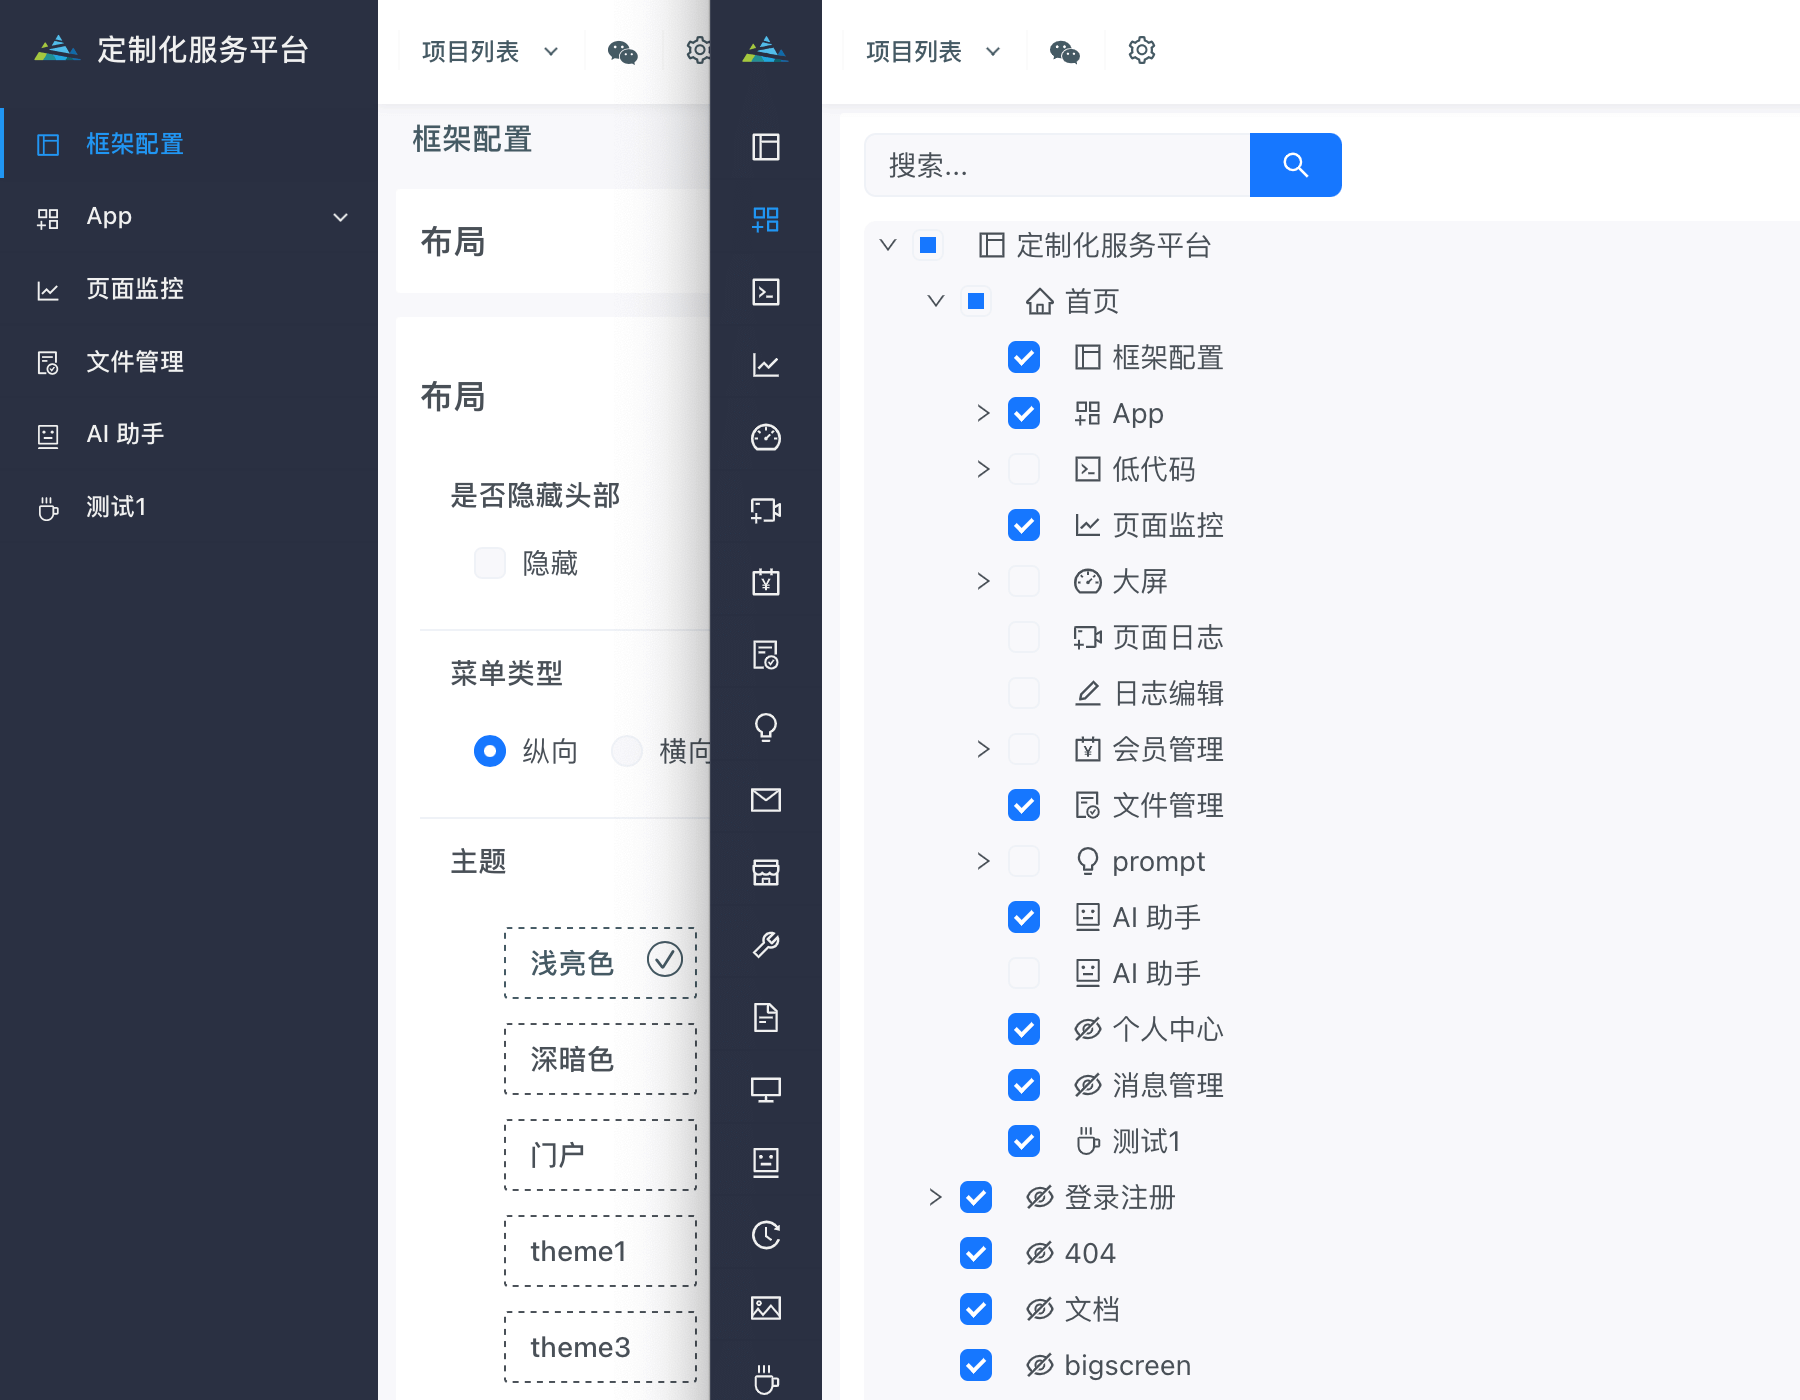 定制化服务平台
框架配置
App
页面监控
文件管理
AI 助手
测试1
项目列表
框架配置
布局
布局
是否隐藏头部
隐藏
菜单类型
纵向
横向
主题
浅亮色
深暗色
门户
theme1
theme3
项目列表
搜索...
定制化服务平台
首页
框架配置
App
低代码
页面监控
大屏
页面日志
日志编辑
会员管理
文件管理
prompt
AI 助手
AI 助手
个人中心
消息管理
测试1
登录注册
404
文档
bigscreen